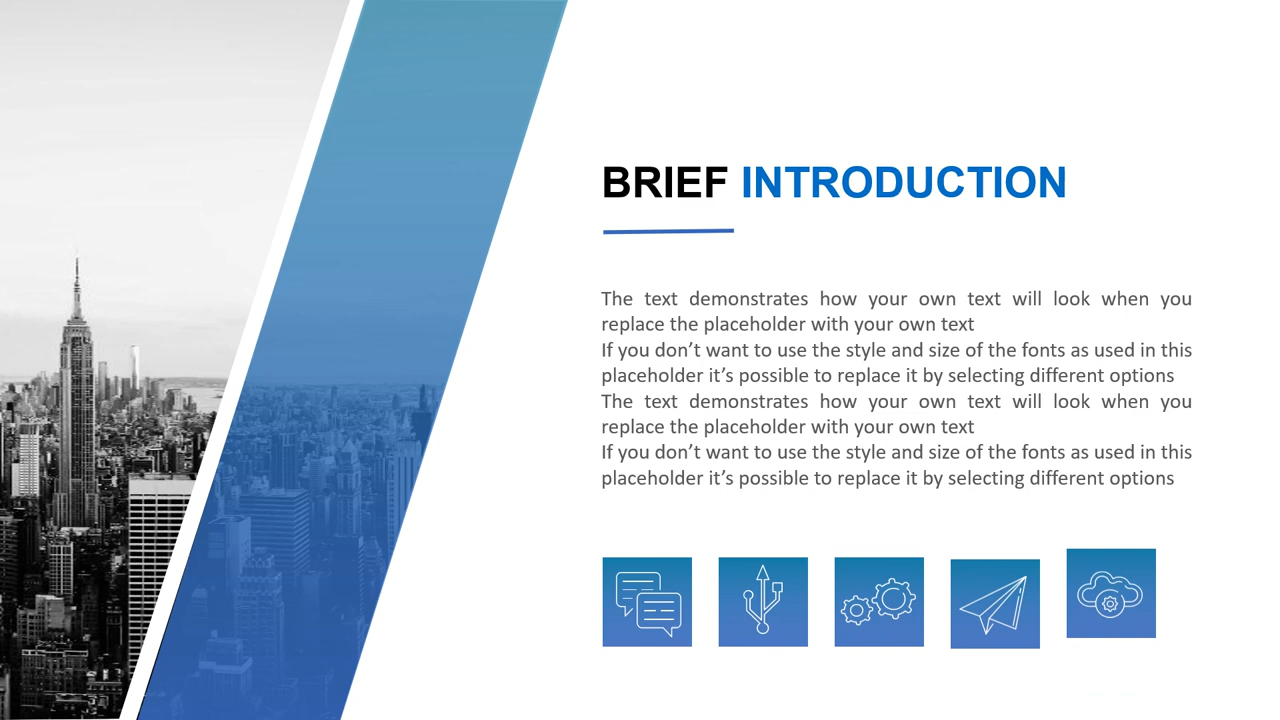 BRIEF INTRODUCTION
The text demonstrates how your own text will look when you
replace the placeholder with your own text
If you don’t want to use the style and size of the fonts as used in this
placeholder it’s possible to replace it by selecting different options
The text demonstrates how your own text will look when you
replace the placeholder with your own text
If you don’t want to use the style and size of the fonts as used in this
placeholder it’s possible to replace it by selecting different options